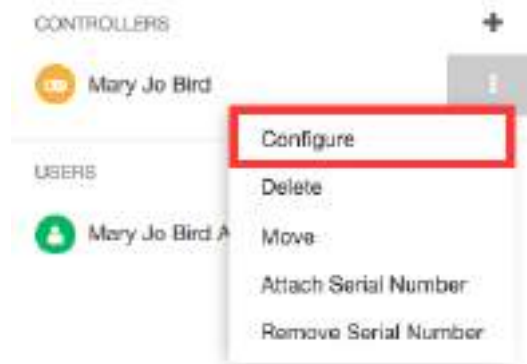 CONTROLLERS
Mary Jo Bird
Configure
USERS
Delete
Mary Jo Bird A
Move
Attach Serial Number
Remove Serial Number